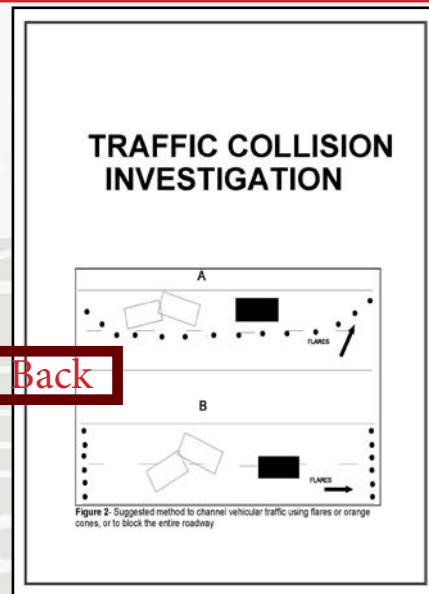 TRAFFIC COLLISION
INVESTIGATION
A
FLARES
Back
B
FLARES
Figure 2- Suggested method to channel vehicular traffic using flares or orange
cones, or to block the entire roadway